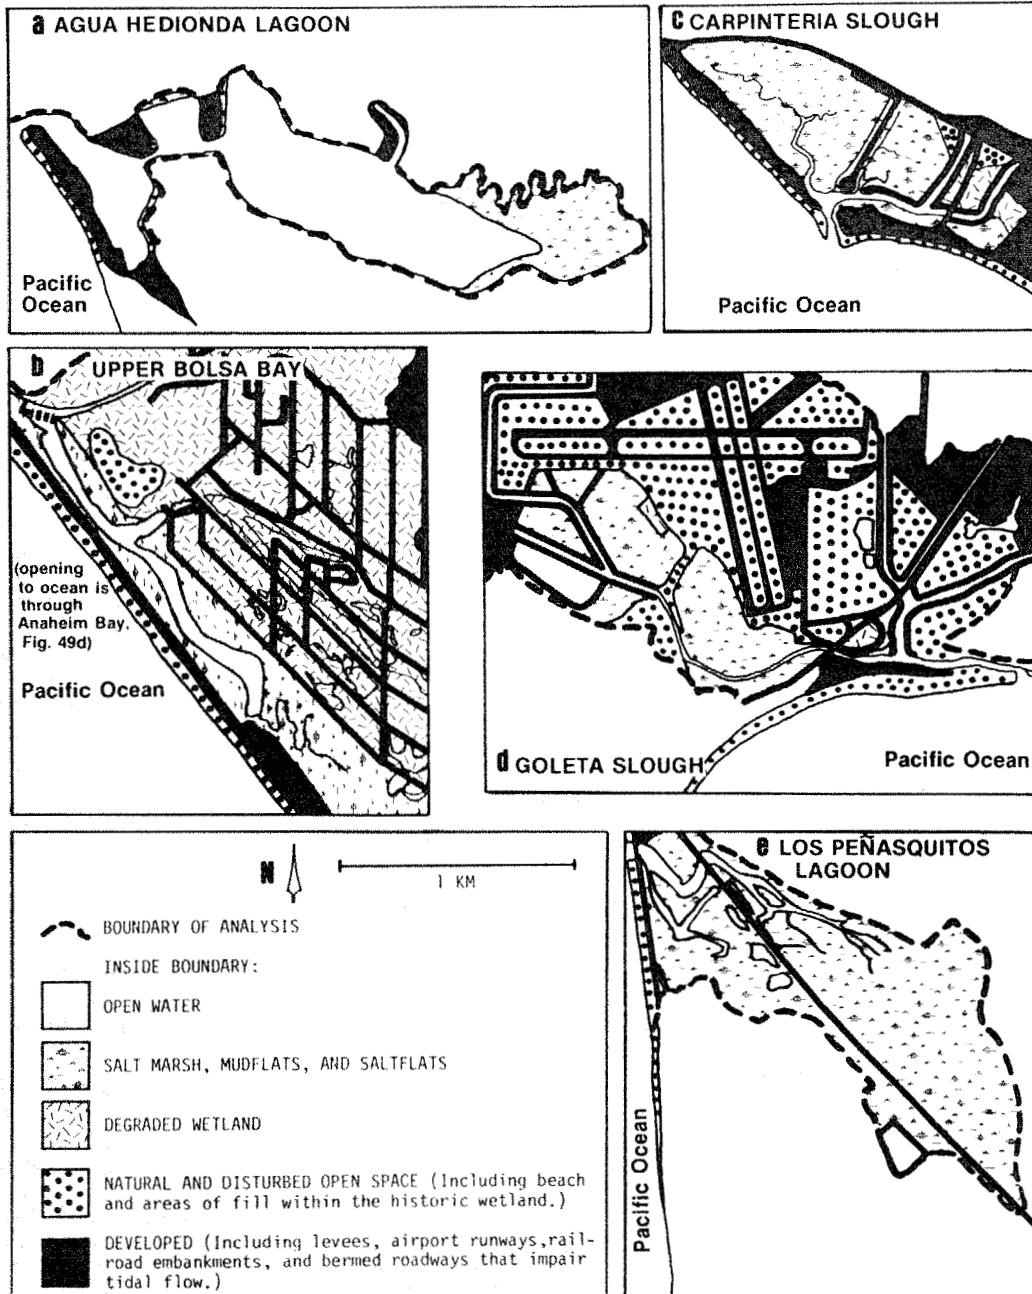 a AGUA HEDIONDA LAGOON
Pacific
Ocean
c CARPINTERIA SLOUGH
Pacific Ocean
b UPPER BOLSA BAY
(opening
to ocean is
through
Anaheim Bay,
Fig. 49d)
Pacific Ocean
d GOLETA SLOUGH
Pacific Ocean
N
1 KM
BOUNDARY OF ANALYSIS
INSIDE BOUNDARY:
OPEN WATER
SALT MARSH, MUDFLATS, AND SALTFLATS
DEGRADED WETLAND
NATURAL AND DISTURBED OPEN SPACE (Including beach
and areas of fill within the historic wetland.)
DEVELOPED (Including levees, airport runways,rail-
road embankments, and bermed roadways that impair
tidal flow.)
e LOS PEÑASQUITOS
LAGOON
Pacific Ocean